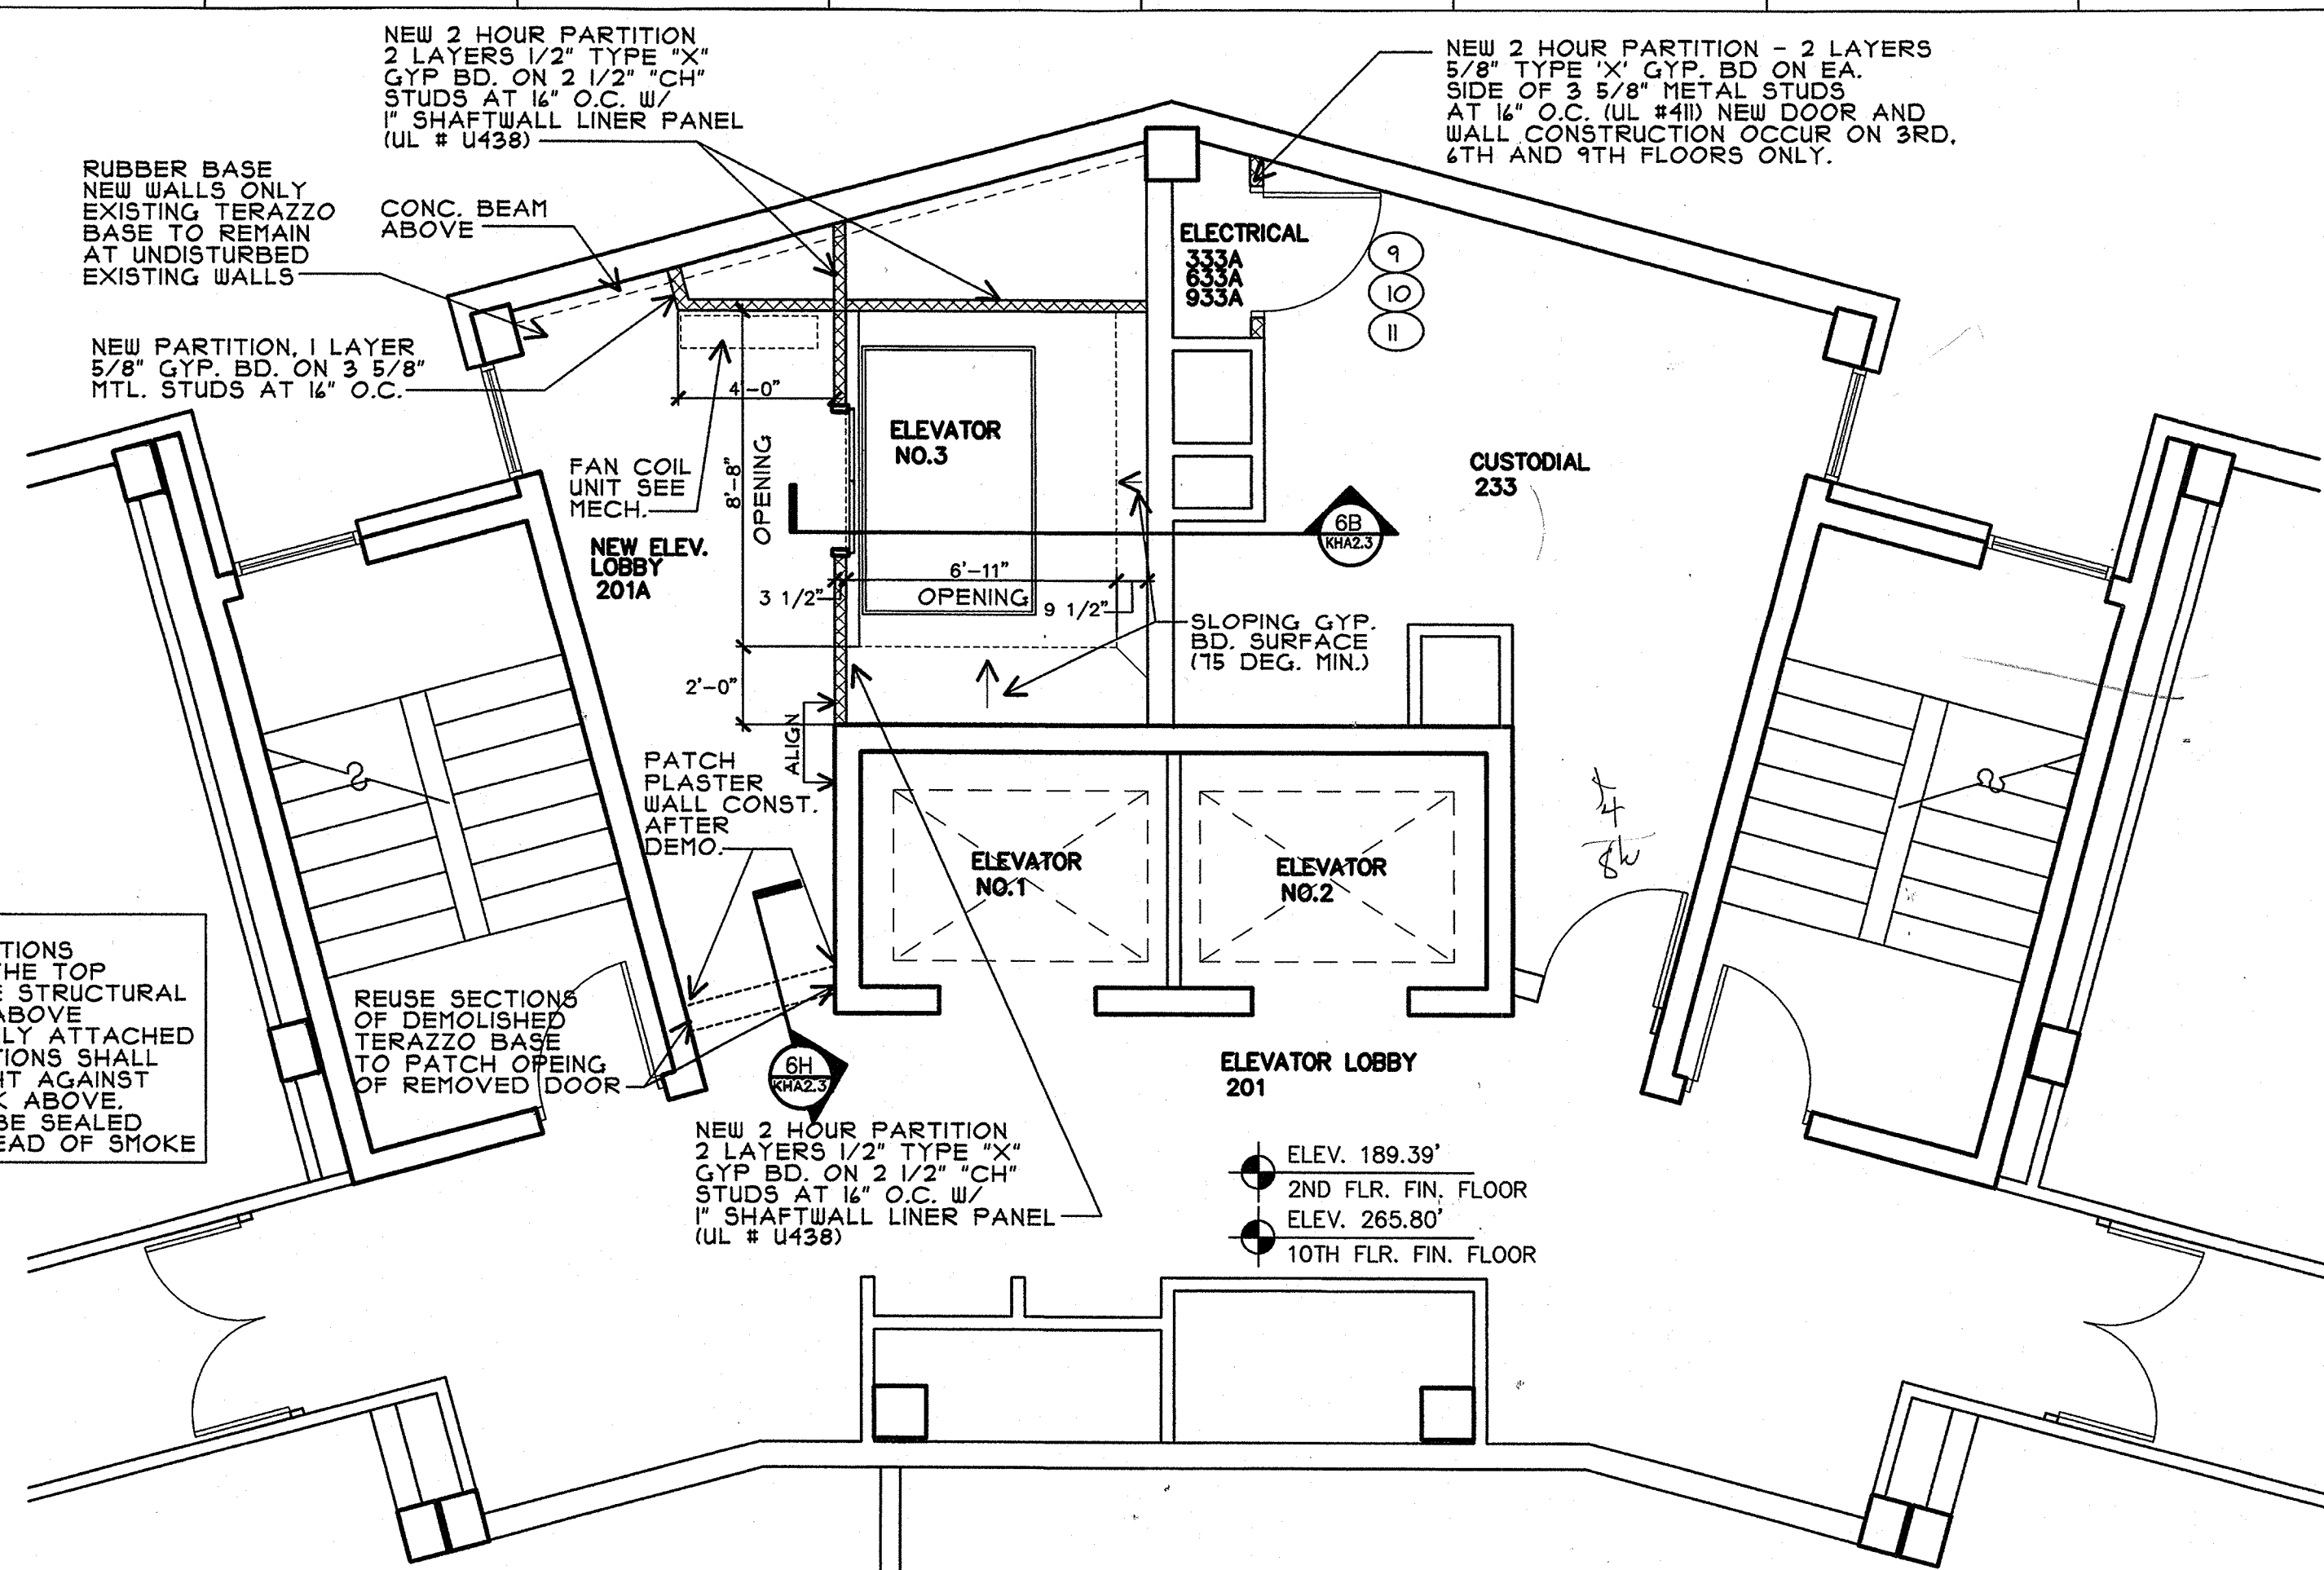 NEW 2 HOUR PARTITION
2 LAYERS 1/2" TYPE "X"
GYP BD. ON 2 1/2" "CH"
STUDS AT 16" O.C. W/
1" SHAFTWALL LINER PANEL
(UL # U438)
NEW 2 HOUR PARTITION - 2 LAYERS
5/8" TYPE 'X' GYP. BD ON EA.
SIDE OF 3 5/8" METAL STUDS
AT 16" O.C. (UL #411) NEW DOOR AND
WALL CONSTRUCTION OCCUR ON 3RD,
6TH AND 9TH FLOORS ONLY.
RUBBER BASE
NEW WALLS ONLY
EXISTING TERAZZO
BASE TO REMAIN
AT UNDISTURBED
EXISTING WALLS
CONC. BEAM
ABOVE
NEW PARTITION, 1 LAYER
5/8" GYP. BD. ON 3 5/8"
MTL. STUDS AT 16" O.C.
ELECTRICAL
333A
633A
933A
9
10
11
4'-0"
8'-8"
OPENING
ELEVATOR
NO.3
FAN COIL
UNIT SEE
MECH.
CUSTODIAL
233
6B
KHA2.3
NEW ELEV.
LOBBY
201A
6'-11"
OPENING
3 1/2"
9 1/2"
SLOPING GYP.
BD. SURFACE
(75 DEG. MIN.)
2'-0"
ALIGN
PATCH
PLASTER
WALL CONST.
AFTER
DEMO.
ELEVATOR
NO.1
ELEVATOR
NO.2
TIONS
THE TOP
E STRUCTURAL
ABOVE
LY ATTACHED
TIONS SHALL
HT AGAINST
K ABOVE.
BE SEALED
EAD OF SMOKE
REUSE SECTIONS
OF DEMOLISHED
TERAZZO BASE
TO PATCH OPEING
OF REMOVED DOOR
6H
KHA2.3
ELEVATOR LOBBY
201
NEW 2 HOUR PARTITION
2 LAYERS 1/2" TYPE "X"
GYP BD. ON 2 1/2" "CH"
STUDS AT 16" O.C. W/
1" SHAFTWALL LINER PANEL
(UL # U438)
ELEV. 189.39'
2ND FLR. FIN. FLOOR
ELEV. 265.80'
10TH FLR. FIN. FLOOR